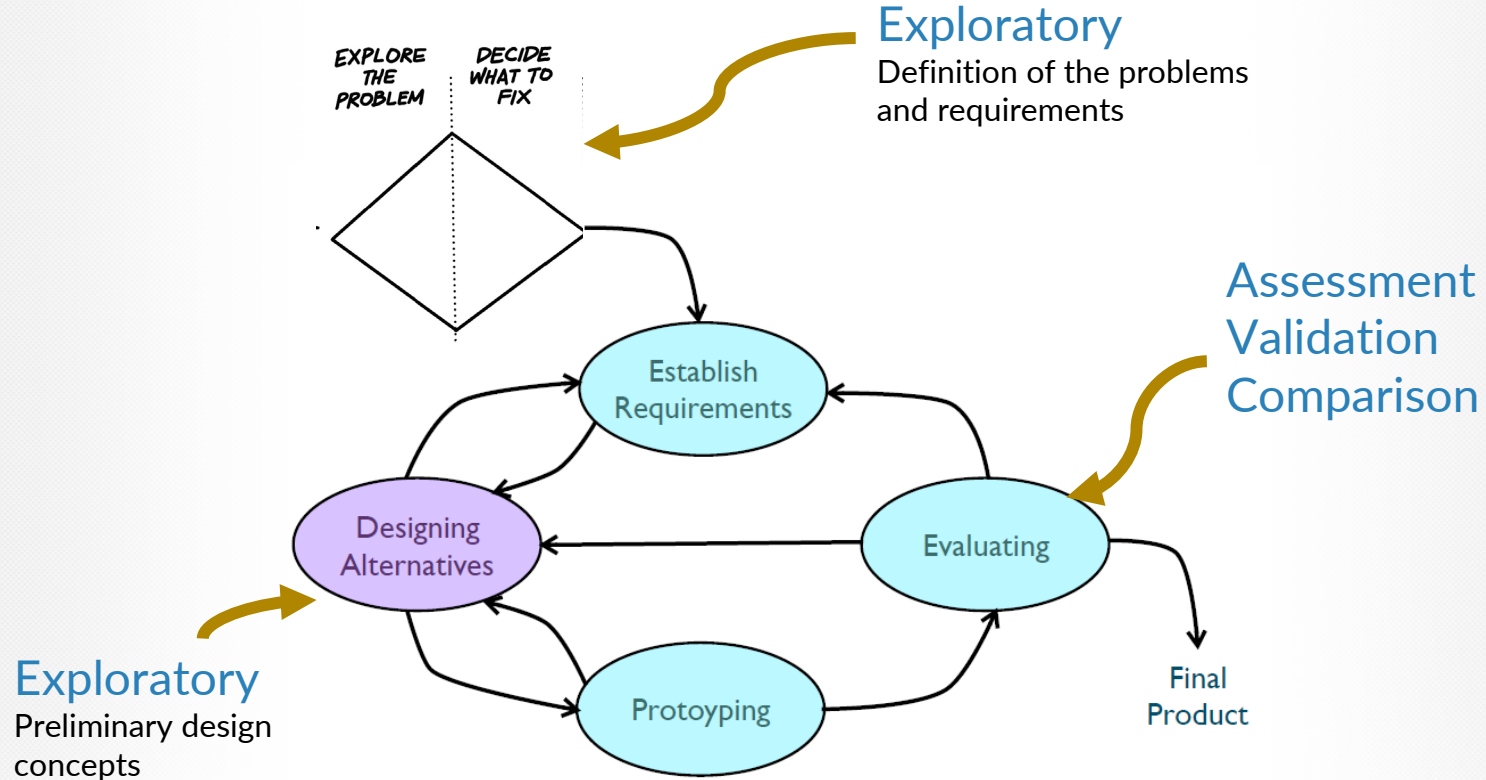 EXPLORE
THE
PROBLEM
DECIDE
WHAT TO
FIX
Exploratory
Definition of the problems
and requirements
Assessment
Validation
Comparison
Establish
Requirements
Designing
Alternatives
Evaluating
Protoyping
Final
Product
Exploratory
Preliminary design
concepts